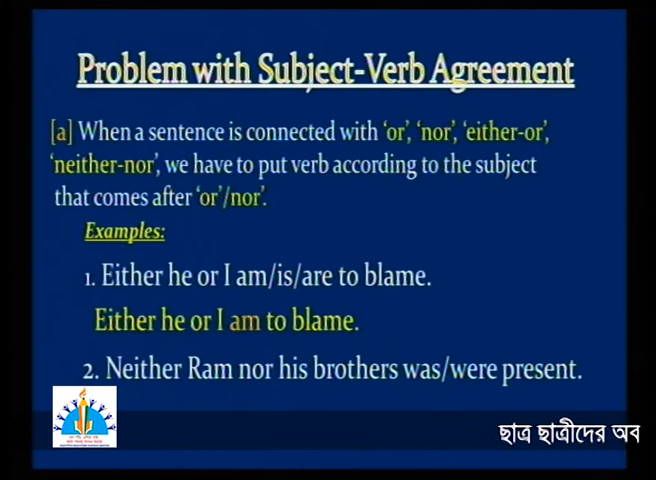 Problem with Subject-Verb Agreement
[a] When a sentence is connected with ‘or’, ‘nor’, ‘either-or’,
‘neither-nor’, we have to put verb according to the subject
that comes after ‘or’/nor’.
Examples:
1. Either he or I am/is/are to blame.
Either he or I am to blame.
2. Neither Ram nor his brothers was/were present.
ছাত্র ছাত্রীদের অব